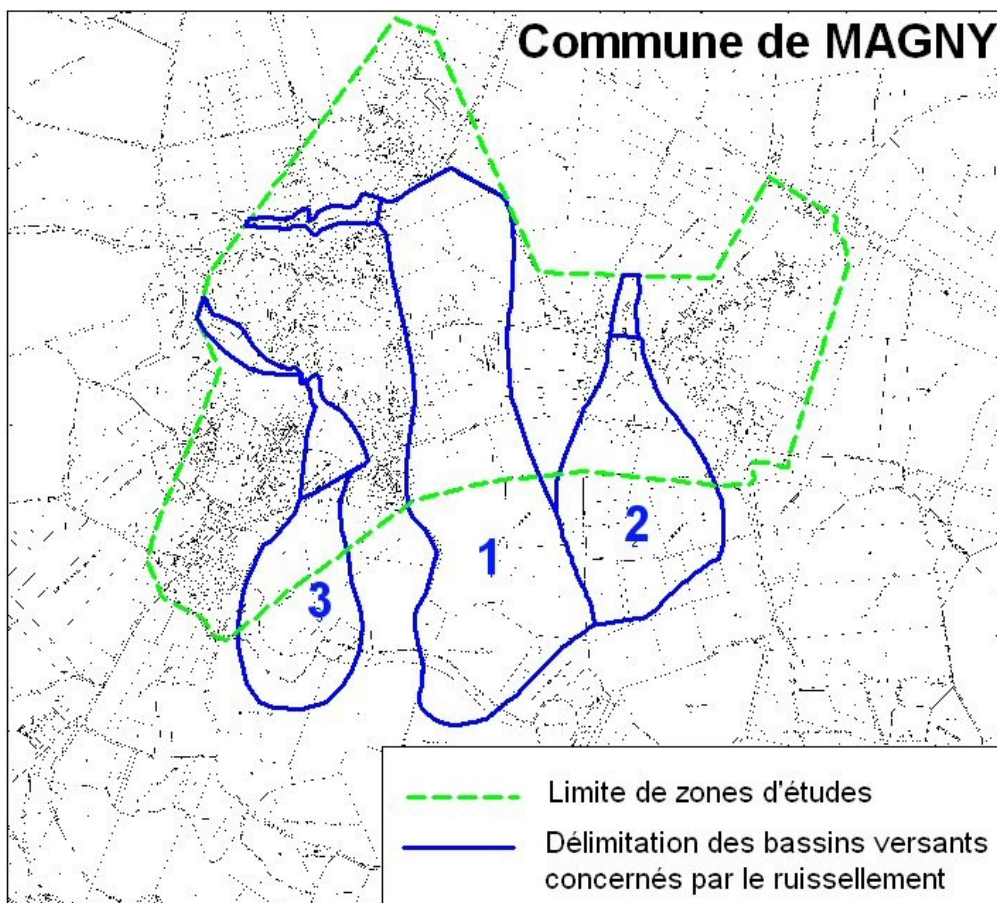 Commune de MAGNY
1
2
3
Limite de zones d'études
Délimitation des bassins versants
concernés par le ruissellement